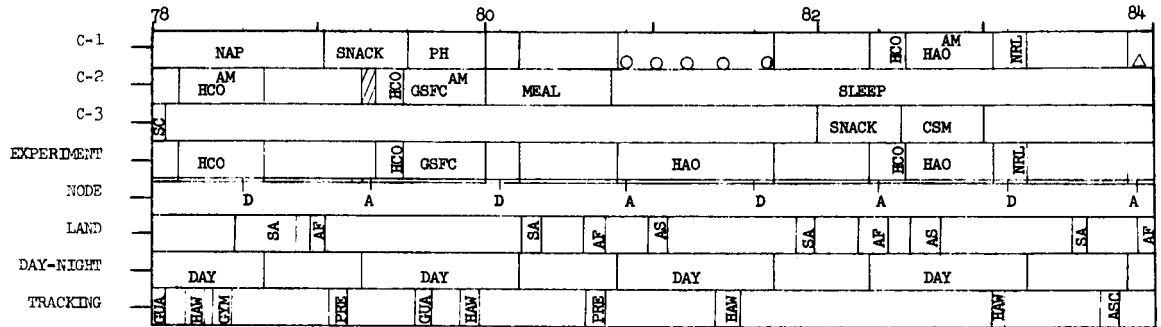 78 80 82 84
C-1 NAP SNACK PH HCO HAO AM NRL
C-2 HCO AM HCO GSFC AM MEAL SLEEP
C-3 SC SNACK CSM
EXPERIMENT HCO HCO GSFC HAO HCO HAO NRL
NODE D A D A D A D A
LAND SA AF SA AF AS SA AF AS SA AF
DAY-NIGHT DAY DAY DAY DAY
TRACKING GUA HAW GYM PRE GUA HAW PRE HAW HAW ASC